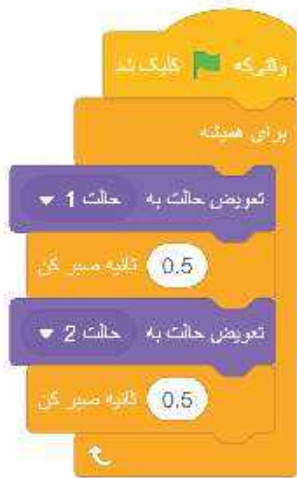 وقتی‌که کلیک شد
برای همیشه
تعویض حالت به حالت 1
0.5 ثانیه صبر کن
تعویض حالت به حالت 2
0.5 ثانیه صبر کن